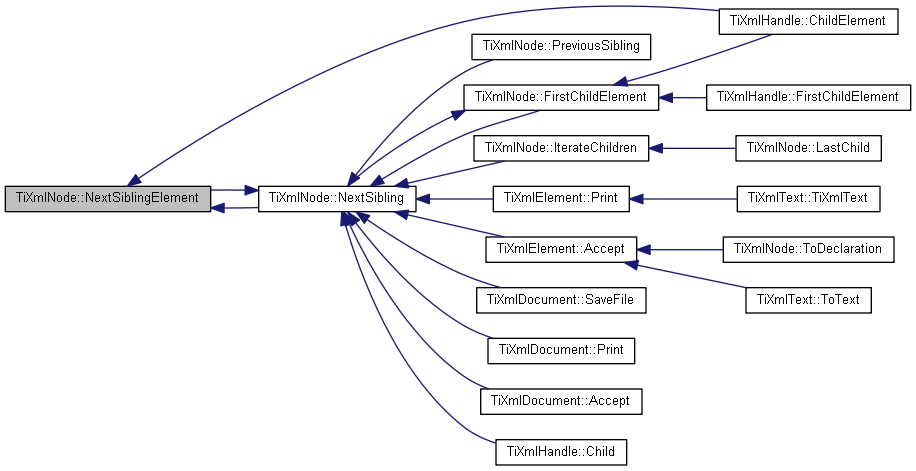 TiXmlHandle::ChildElement
TiXmlNode::PreviousSibling
TiXmlNode::FirstChildElement
TiXmlHandle::FirstChildElement
TiXmlNode::IterateChildren
TiXmlNode::LastChild
TiXmlNode::NextSiblingElement
TiXmlNode::NextSibling
TiXmlElement::Print
TiXmlText::TiXmlText
TiXmlElement::Accept
TiXmlNode::ToDeclaration
TiXmlDocument::SaveFile
TiXmlText::ToText
TiXmlDocument::Print
TiXmlDocument::Accept
TiXmlHandle::Child